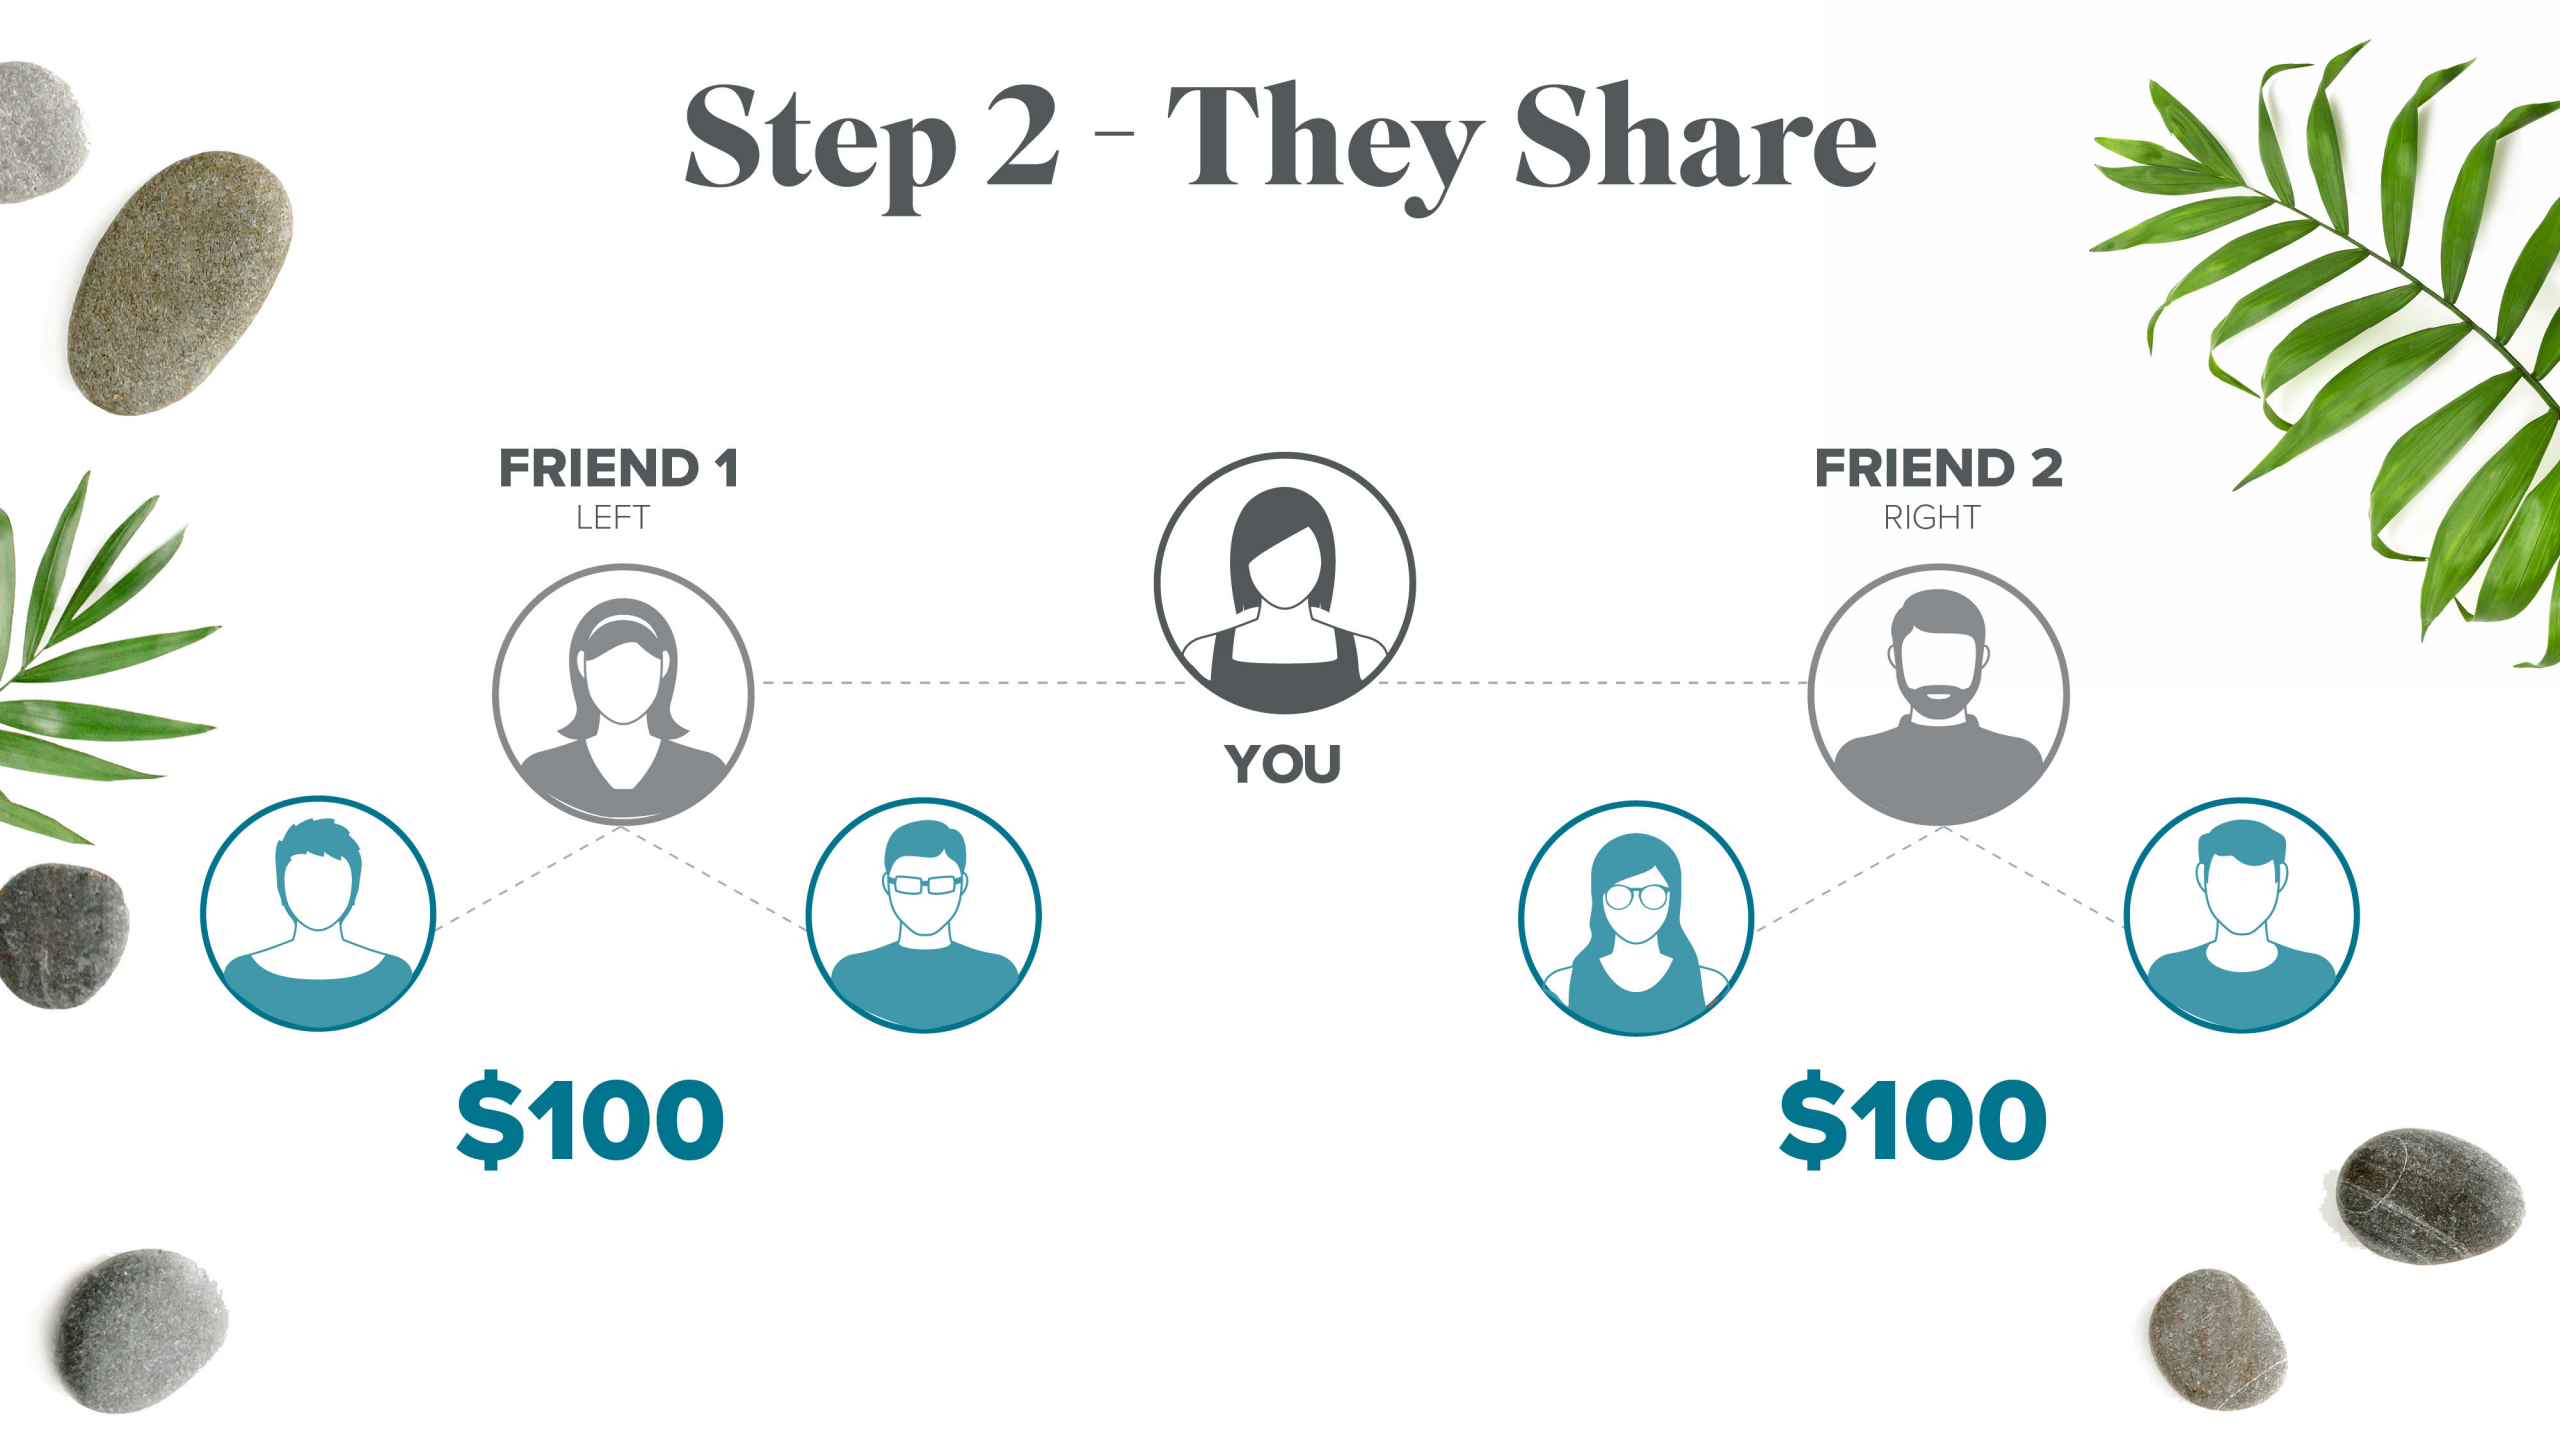 Step 2 – They Share
FRIEND 1
LEFT
FRIEND 2
RIGHT
YOU
$100
$100